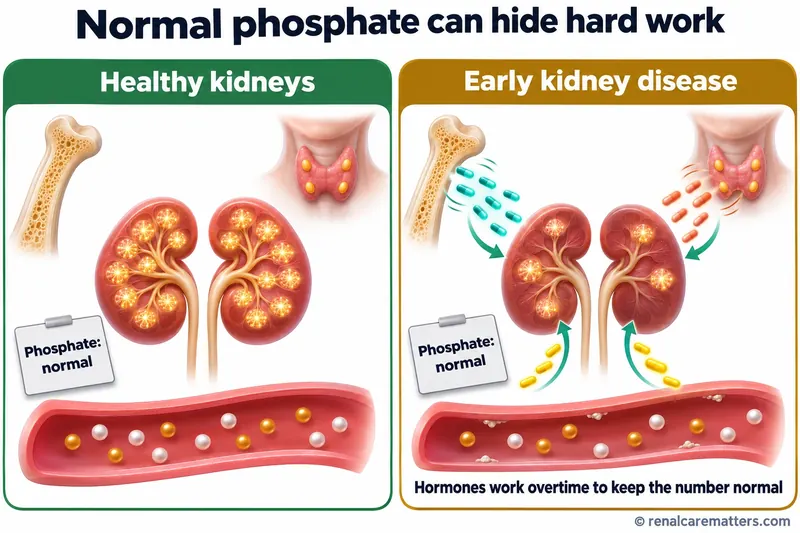 Normal phosphate can hide hard work
Healthy kidneys
Phosphate:
normal
Early kidney disease
Phosphate:
normal
Hormones work overtime to keep the number normal
© renalcarematters.com